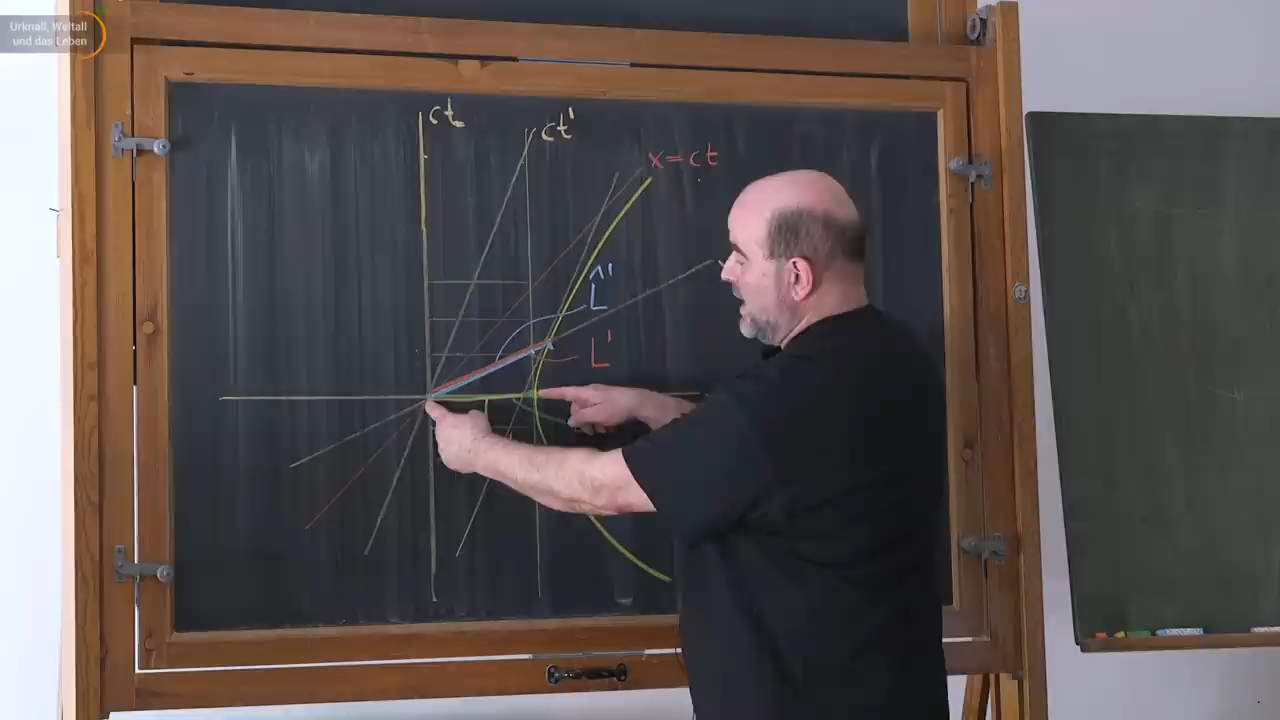 Urknall, Weltall
und das Leben
ct
ct'
x=ct
L'
L'